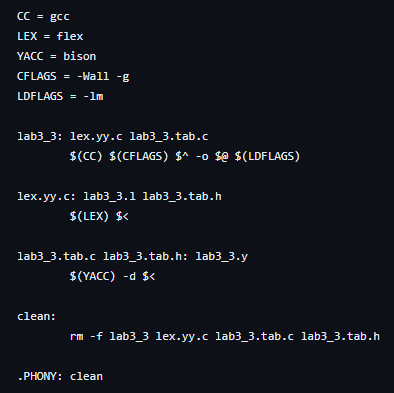 CC = gcc
LEX = flex
YACC = bison
CFLAGS = -Wall -g
LDFLAGS = -lm
lab3_3: lex.yy.c lab3_3.tab.c
	$(CC) $(CFLAGS) $^ -o $@ $(LDFLAGS)
lex.yy.c: lab3_3.l lab3_3.tab.h
	$(LEX) $<
lab3_3.tab.c lab3_3.tab.h: lab3_3.y
	$(YACC) -d $<
clean:
	rm -f lab3_3 lex.yy.c lab3_3.tab.c lab3_3.tab.h
.PHONY: clean